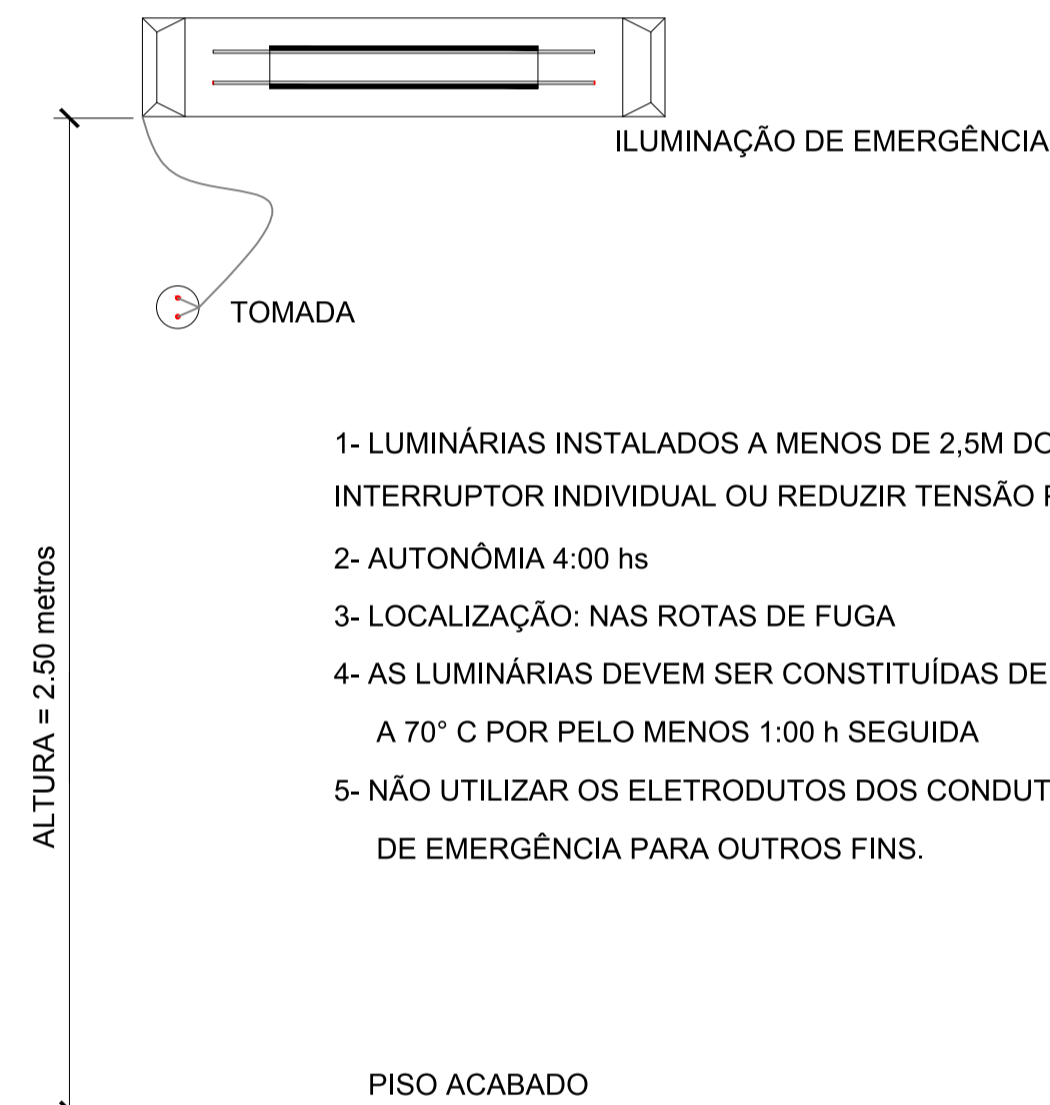 ILUMINAÇÃO DE EMERGÊNCIA
TOMADA
1- LUMINÁRIAS INSTALADOS A MENOS DE 2,5M
INTERRUPTOR INDIVIDUAL OU REDUZIR TENSÃO
2- AUTONÔMIA 4:00 hs
3- LOCALIZAÇÃO: NAS ROTAS DE FUGA
4- AS LUMINÁRIAS DEVEM SER CONSTITUÍDAS DE
A 70° C POR PELO MENOS 1:00 h SEGUIDA
5- NÃO UTILIZAR OS ELETRODUTOS DOS CONDUT
DE EMERGÊNCIA PARA OUTROS FINS.
ALTURA = 2.50 metros
PISO ACABADO